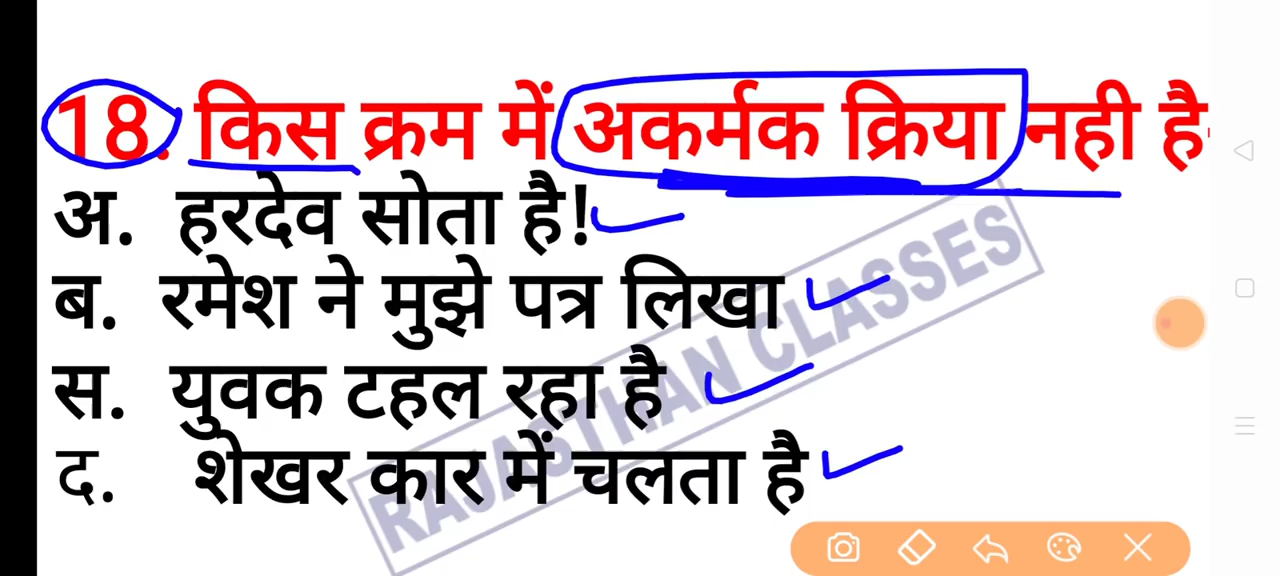 18. किस क्रम में अकर्मक क्रिया नही है-
अ. हरदेव सोता है!
ब. रमेश ने मुझे पत्र लिखा
स. युवक टहल रहा है
द. शेखर कार में चलता है
RAJASTHAN CLASSES